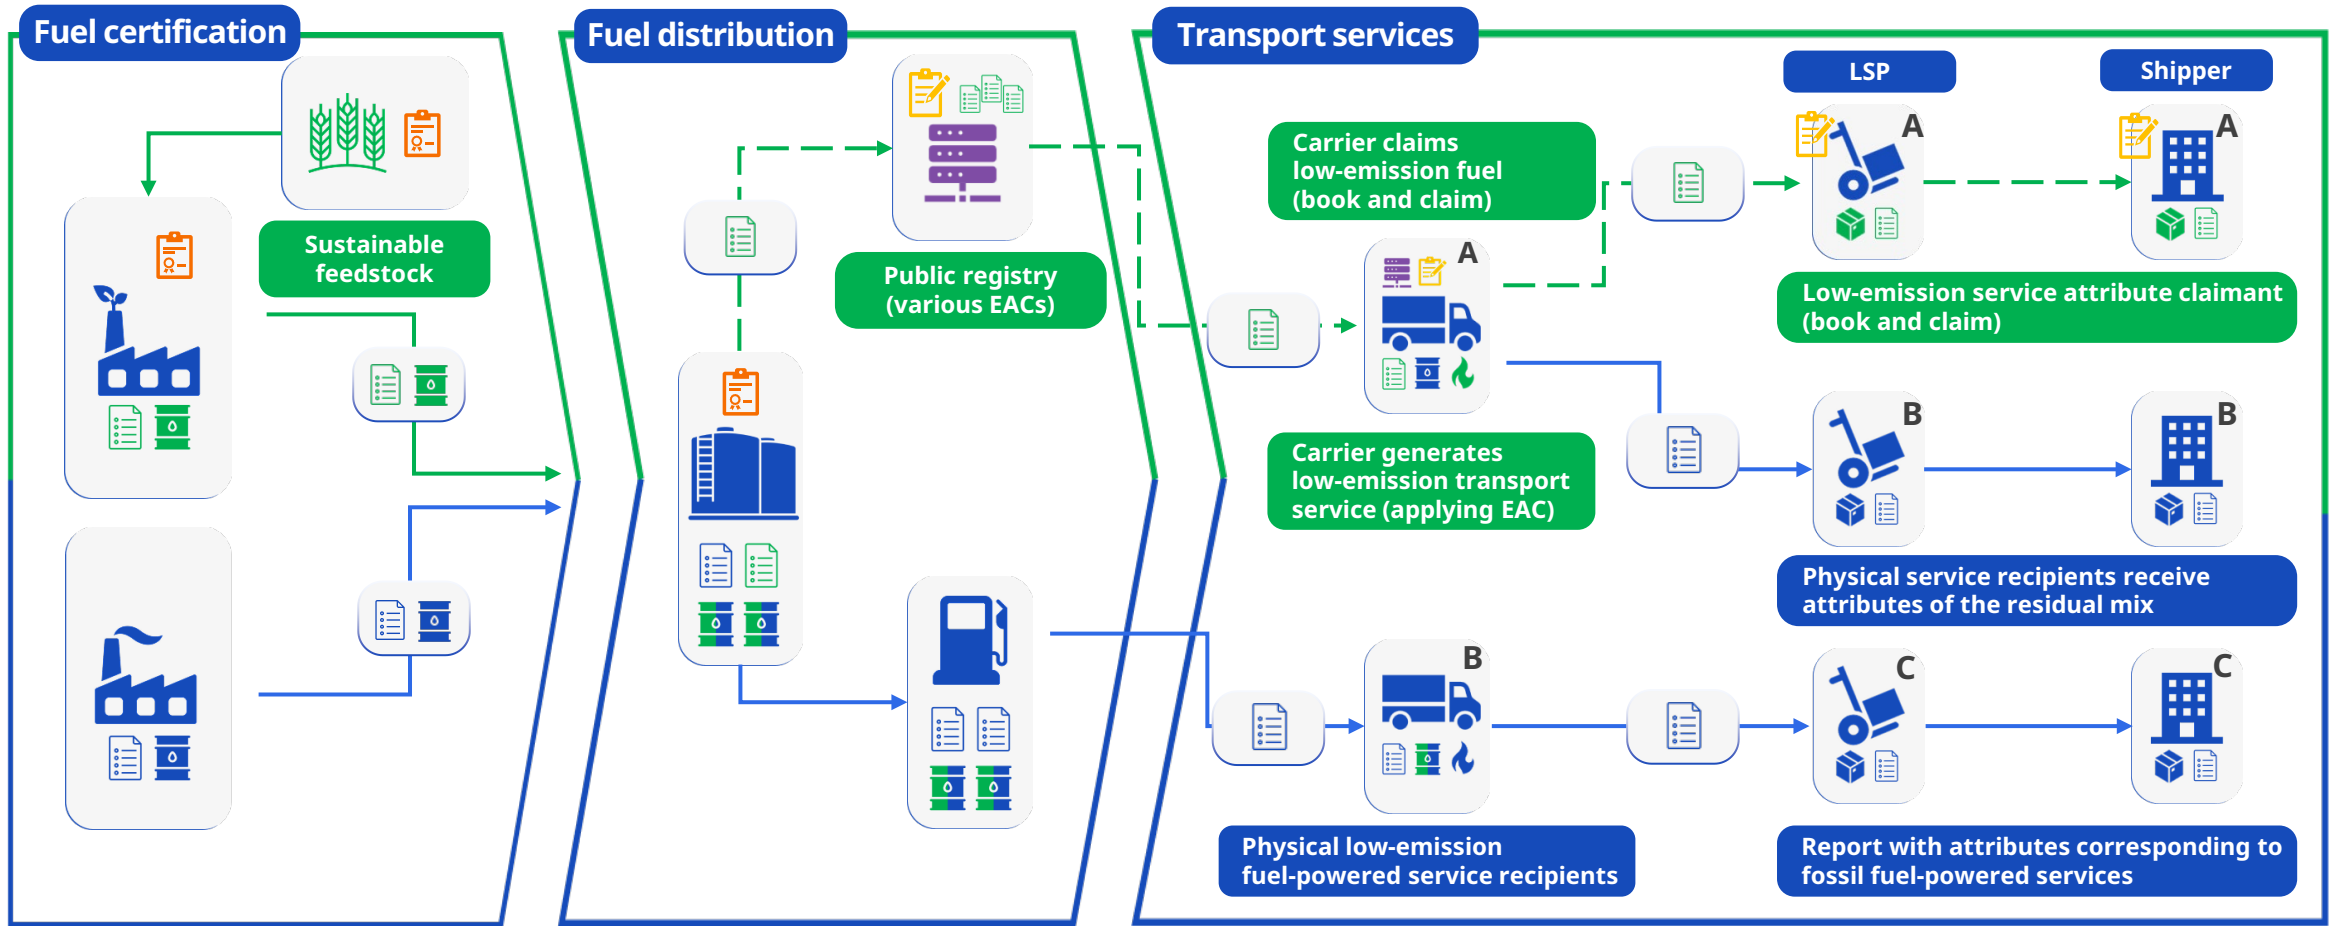 Fuel certification
Fuel distribution
Transport services
LSP
Shipper
Sustainable
feedstock
Public registry
(various EACs)
Carrier claims
low-emission fuel
(book and claim)
A
Carrier generates
low-emission transport
service (applying EAC)
A
A
Low-emission service attribute claimant
(book and claim)
B
B
Physical service recipients receive
attributes of the residual mix
B
Physical low-emission
fuel-powered service recipients
C
C
Report with attributes corresponding to
fossil fuel-powered services